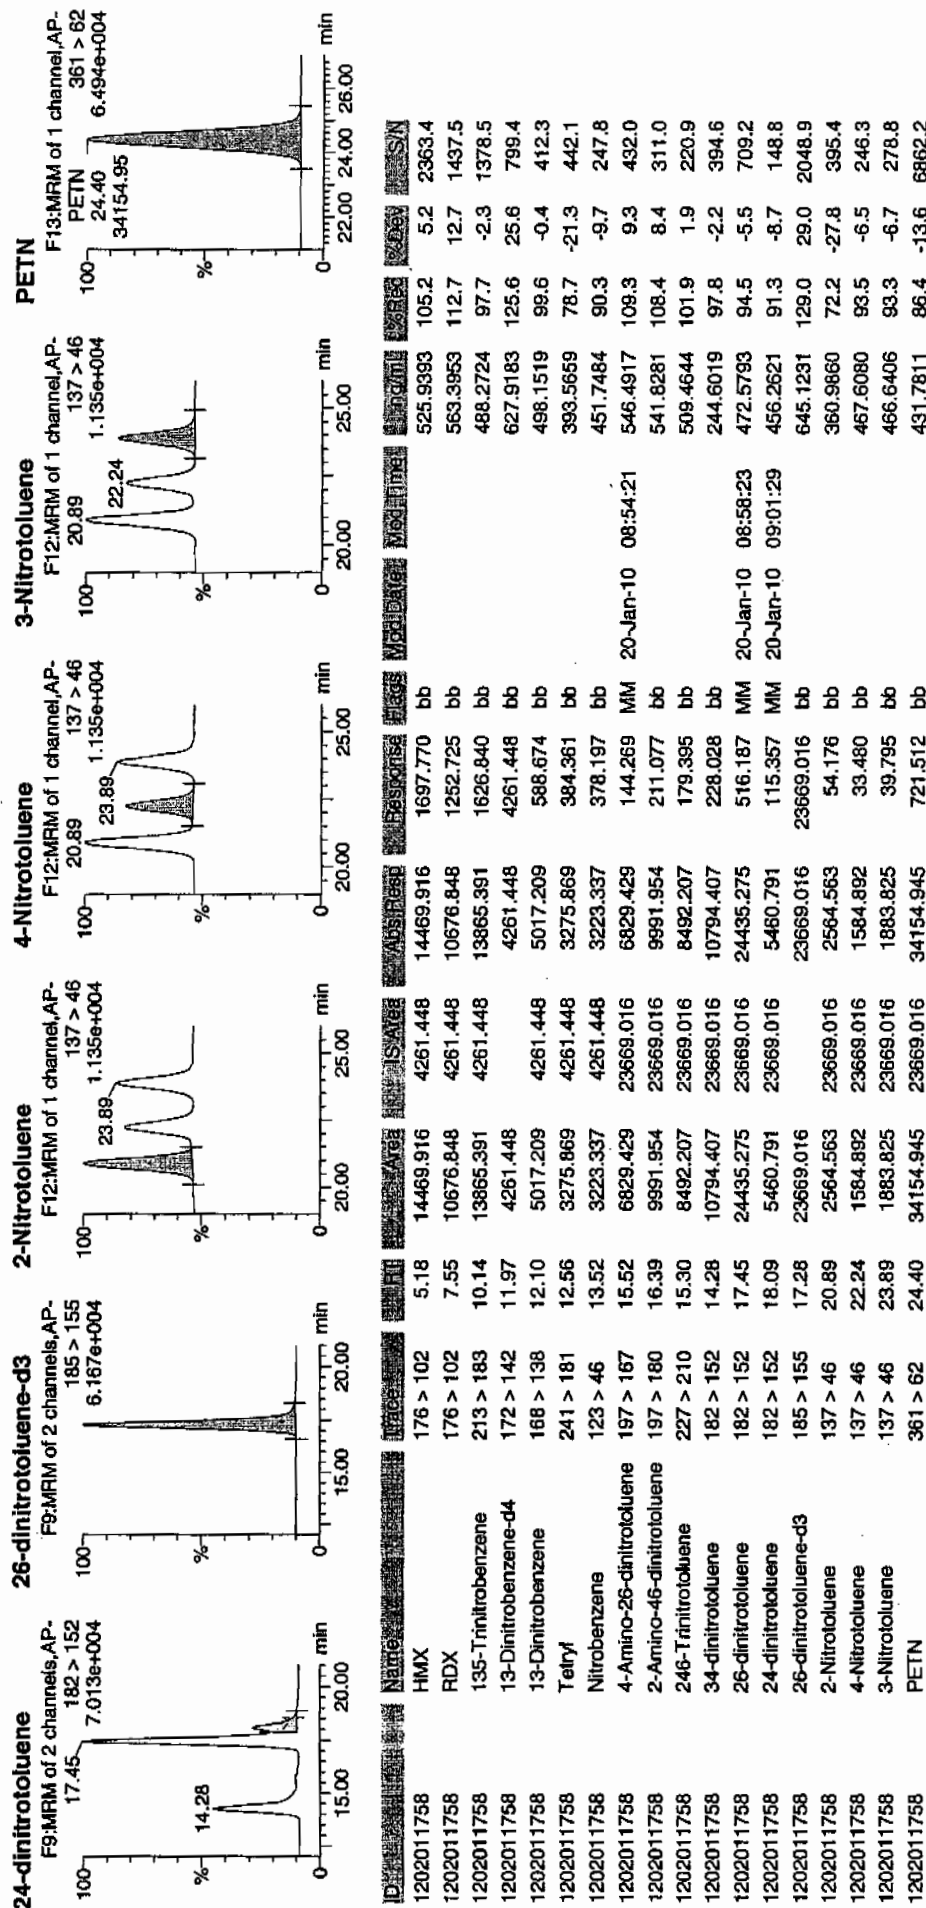 24-dinitrotoluene
F9:MRM of 2 channels,AP-
182 > 152
7.013e+004
17.45
100
14.28
%
0
15.00 20.00 min
26-dinitrotoluene-d3
F9:MRM of 2 channels,AP-
185 > 155
6.167e+004
100
%
0
15.00 20.00 min
2-Nitrotoluene
F12:MRM of 1 channel,AP-
137 > 46
1.135e+004
100
23.89
%
0
20.00 25.00 min
4-Nitrotoluene
F12:MRM of 1 channel,AP-
137 > 46
1.135e+004
20.89
100
23.89
%
0
20.00 25.00 min
3-Nitrotoluene
F12:MRM of 1 channel,AP-
137 > 46
1.135e+004
20.89
100
22.24
%
0
20.00 25.00 min
PETN
F13:MRM of 1 channel,AP-
361 > 62
6.494e+004
PETN
24.40
34154.95
100
%
0
22.00 24.00 26.00 min
ID Name Trace RT Area IS Area Abs Resp Response Flags Mod Date Mod Time ng/mL %Rec %Dev S/N
1202011758 HMX 176 > 102 5.18 14469.916 4261.448 14469.916 1697.770 bb 525.9393 105.2 5.2 2363.4
1202011758 RDX 176 > 102 7.55 10676.848 4261.448 10676.848 1252.725 bb 563.3953 112.7 12.7 1437.5
1202011758 135-Trinitrobenzene 213 > 183 10.14 13865.391 4261.448 13865.391 1626.840 bb 488.2724 97.7 -2.3 1378.5
1202011758 13-Dinitrobenzene-d4 172 > 142 11.97 4261.448 4261.448 4261.448 bb 627.9183 125.6 25.6 799.4
1202011758 13-Dinitrobenzene 168 > 138 12.10 5017.209 4261.448 5017.209 588.674 bb 498.1519 99.6 -0.4 412.3
1202011758 Tetryl 241 > 181 12.56 3275.869 4261.448 3275.869 384.361 bb 393.5659 78.7 -21.3 442.1
1202011758 Nitrobenzene 123 > 46 13.52 3223.337 4261.448 3223.337 378.197 bb 451.7484 90.3 -9.7 247.8
1202011758 4-Amino-26-dinitrotoluene 197 > 167 15.52 6829.429 23669.016 6829.429 144.269 MM 20-Jan-10 08:54:21 546.4917 109.3 9.3 432.0
1202011758 2-Amino-46-dinitrotoluene 197 > 180 16.39 9991.954 23669.016 9991.954 211.077 bb 541.8281 108.4 8.4 311.0
1202011758 246-Trinitrotoluene 227 > 210 15.30 8492.207 23669.016 8492.207 179.395 bb 509.4644 101.9 1.9 220.9
1202011758 34-dinitrotoluene 182 > 152 14.28 10794.407 23669.016 10794.407 228.028 bb 244.6019 97.8 -2.2 394.6
1202011758 26-dinitrotoluene 182 > 152 17.45 24435.275 23669.016 24435.275 516.187 MM 20-Jan-10 08:58:23 472.5793 94.5 -5.5 709.2
1202011758 24-dinitrotoluene 182 > 152 18.09 5460.791 23669.016 5460.791 115.357 MM 20-Jan-10 09:01:29 456.2621 91.3 -8.7 148.8
1202011758 26-dinitrotoluene-d3 185 > 155 17.28 23669.016 23669.016 23669.016 bb 645.1231 129.0 29.0 2048.9
1202011758 2-Nitrotoluene 137 > 46 20.89 2564.563 23669.016 2564.563 54.176 bb 360.9860 72.2 -27.8 395.4
1202011758 4-Nitrotoluene 137 > 46 22.24 1584.892 23669.016 1584.892 33.480 bb 467.6080 93.5 -6.5 246.3
1202011758 3-Nitrotoluene 137 > 46 23.89 1883.825 23669.016 1883.825 39.795 bb 466.6406 93.3 -6.7 278.8
1202011758 PETN 361 > 62 24.40 34154.945 23669.016 34154.945 721.512 bb 431.7811 86.4 -13.6 6862.2